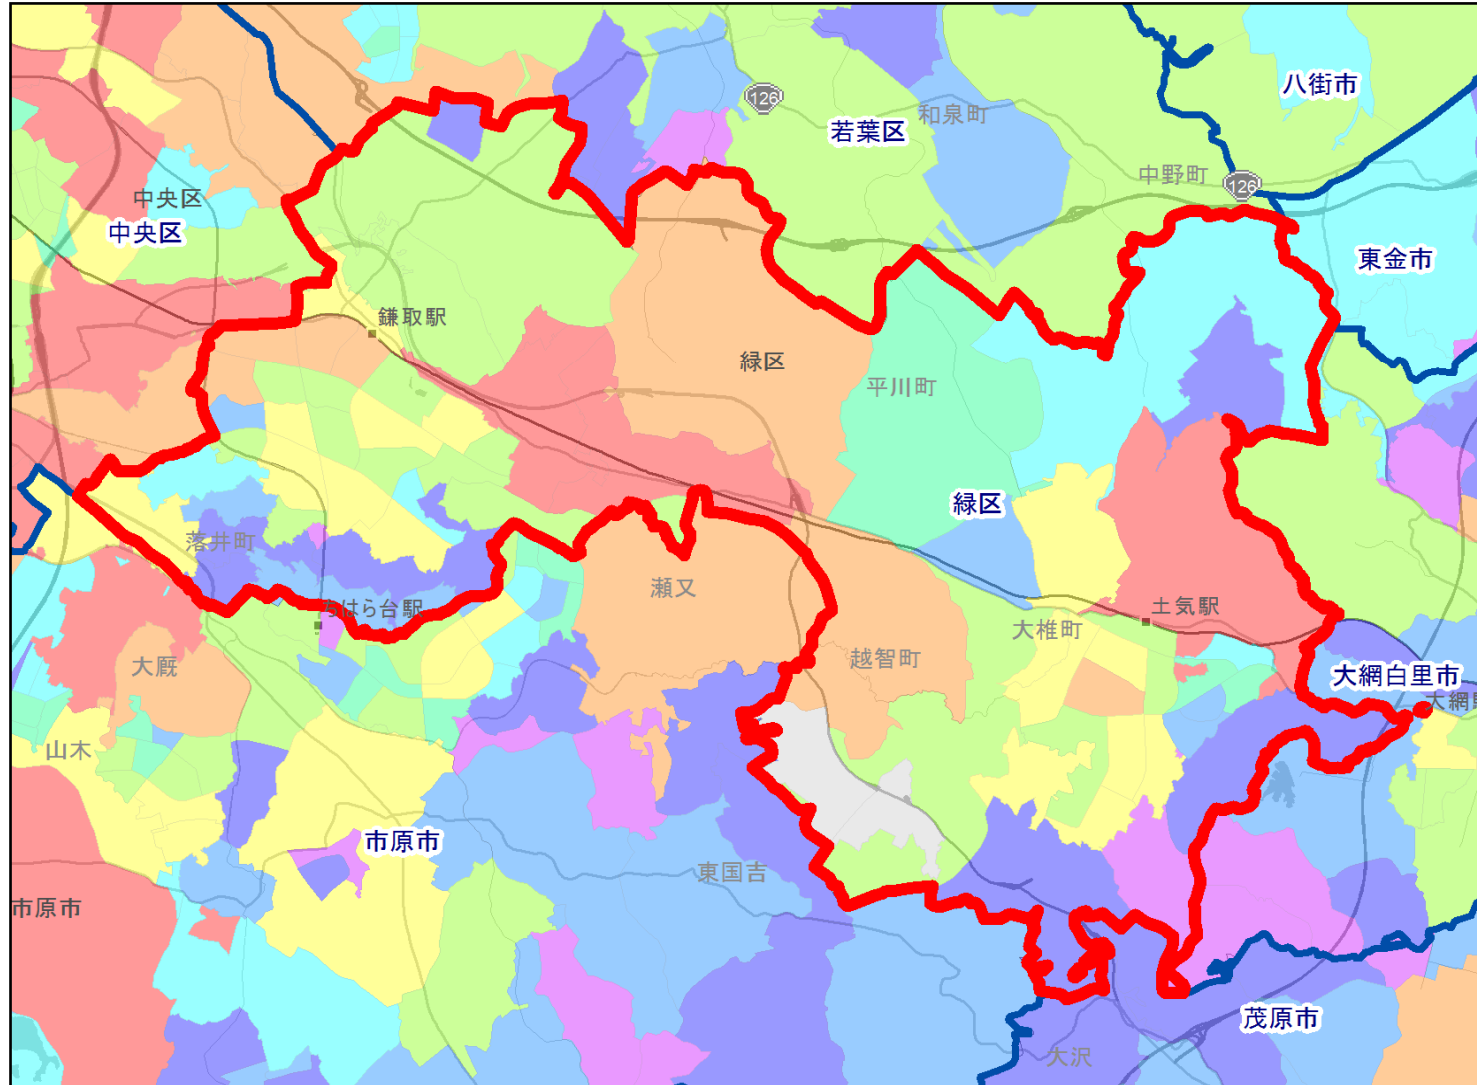 八街市
126
和泉町
若葉区
中野町
126
中央区
中央区
東金市
鎌取駅
緑区
平川町
緑区
落井町
瀬又
ちはら台駅
土気駅
大椎町
大厩
越智町
大網白里市
大網駅
山木
市原市
東国吉
市原市
茂原市
大沢